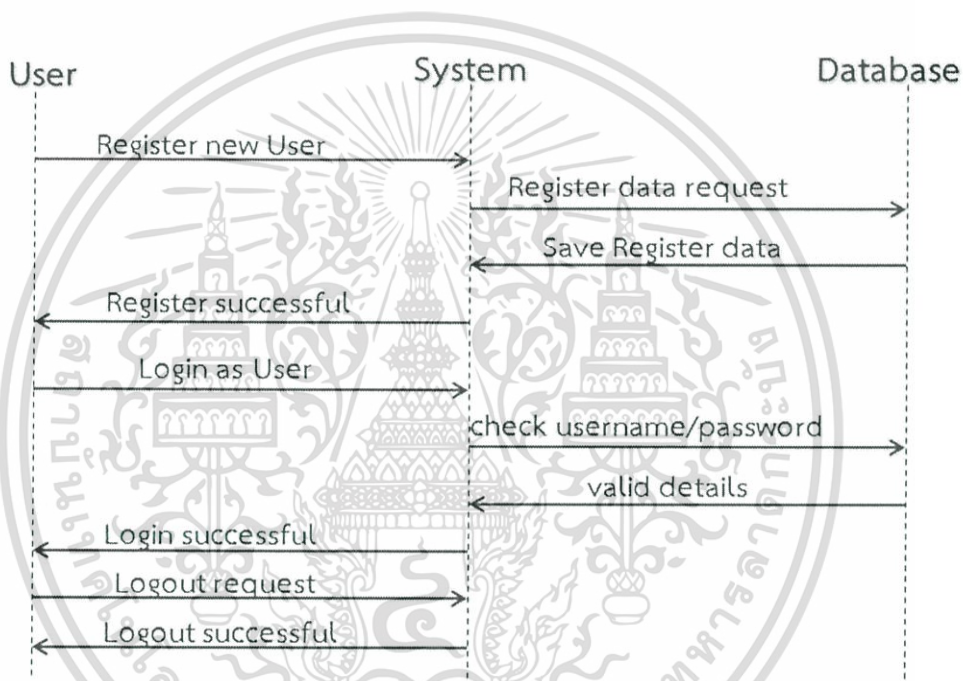 User
System
Database
Register new User
Register data request
Save Register data
Register successful
Login as User
check username/password
valid details
Login successful
Logout request
Logout successful